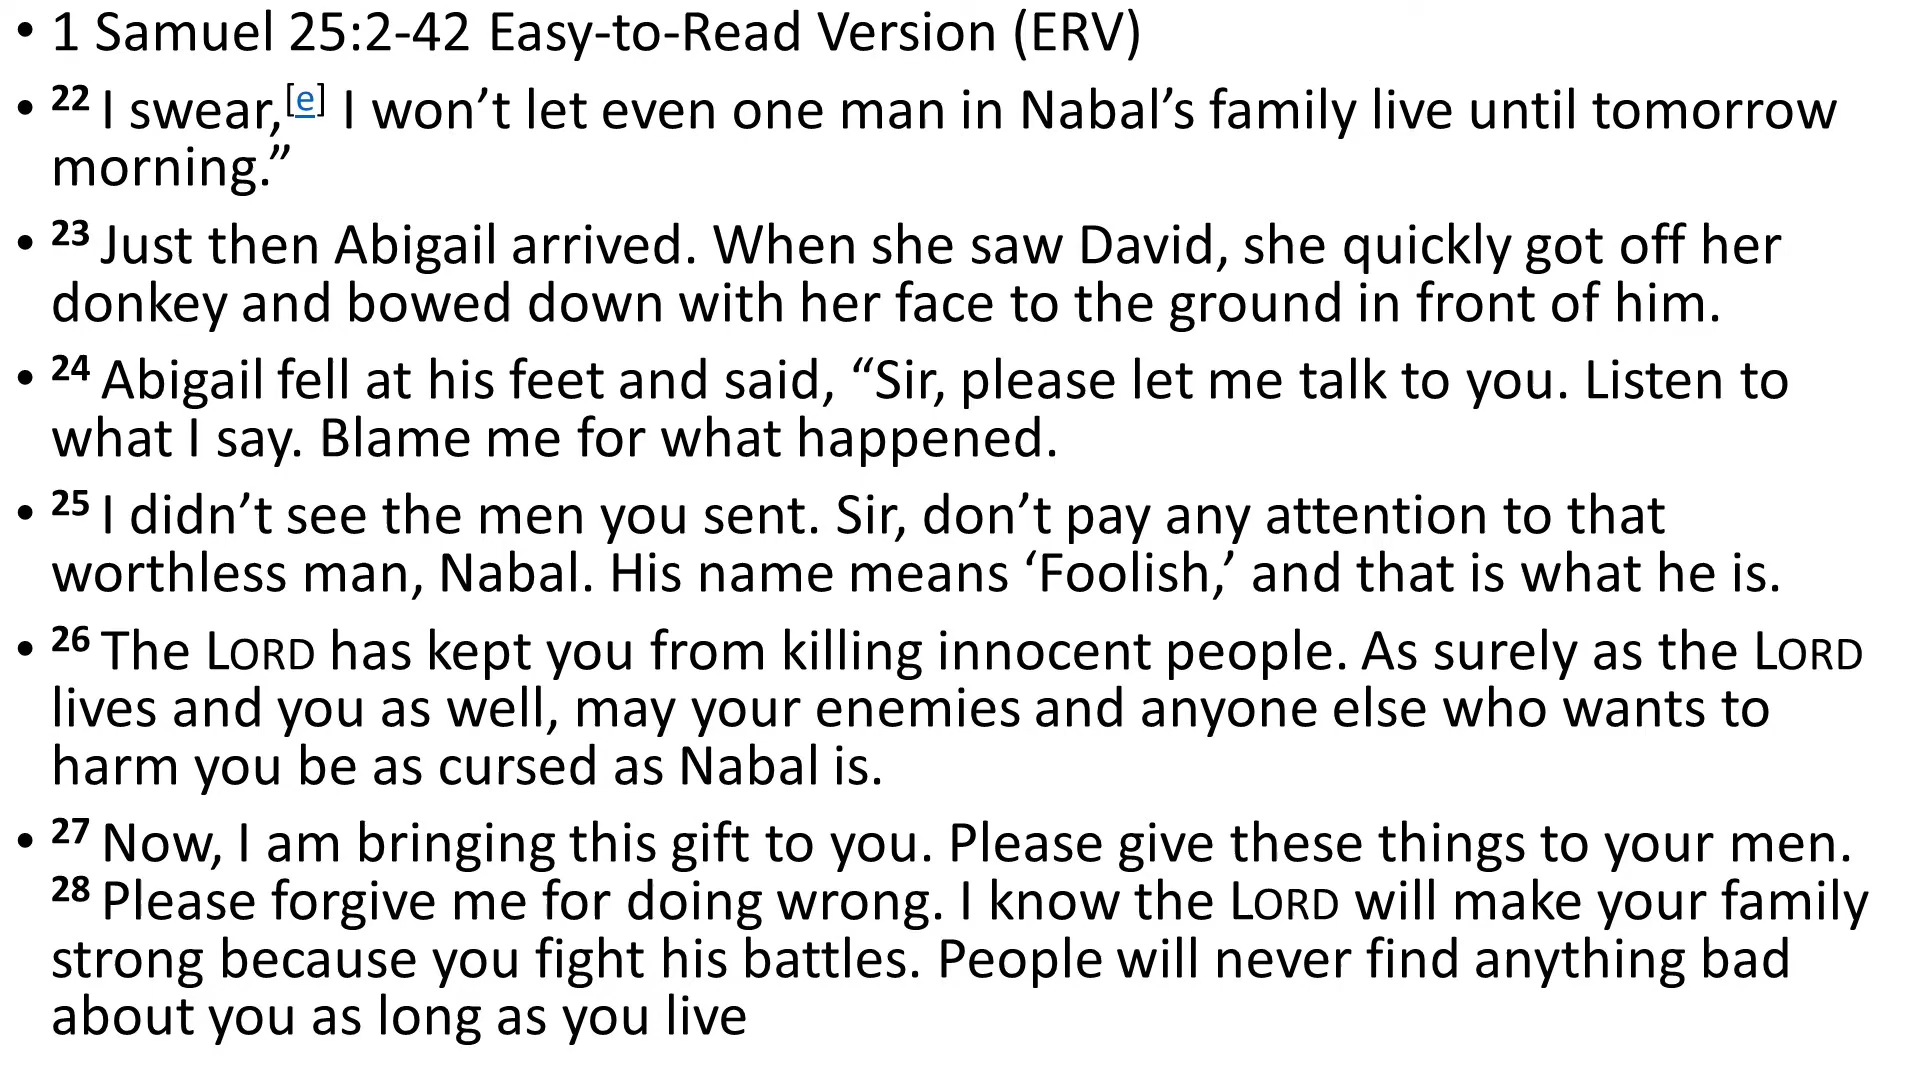 • 1 Samuel 25:2-42 Easy-to-Read Version (ERV)
• 22 I swear,[e] I won’t let even one man in Nabal’s family live until tomorrow
morning.”
• 23 Just then Abigail arrived. When she saw David, she quickly got off her
donkey and bowed down with her face to the ground in front of him.
• 24 Abigail fell at his feet and said, “Sir, please let me talk to you. Listen to
what I say. Blame me for what happened.
• 25 I didn’t see the men you sent. Sir, don’t pay any attention to that
worthless man, Nabal. His name means ‘Foolish,’ and that is what he is.
• 26 The LORD has kept you from killing innocent people. As surely as the LORD
lives and you as well, may your enemies and anyone else who wants to
harm you be as cursed as Nabal is.
• 27 Now, I am bringing this gift to you. Please give these things to your men.
28 Please forgive me for doing wrong. I know the LORD will make your family
strong because you fight his battles. People will never find anything bad
about you as long as you live